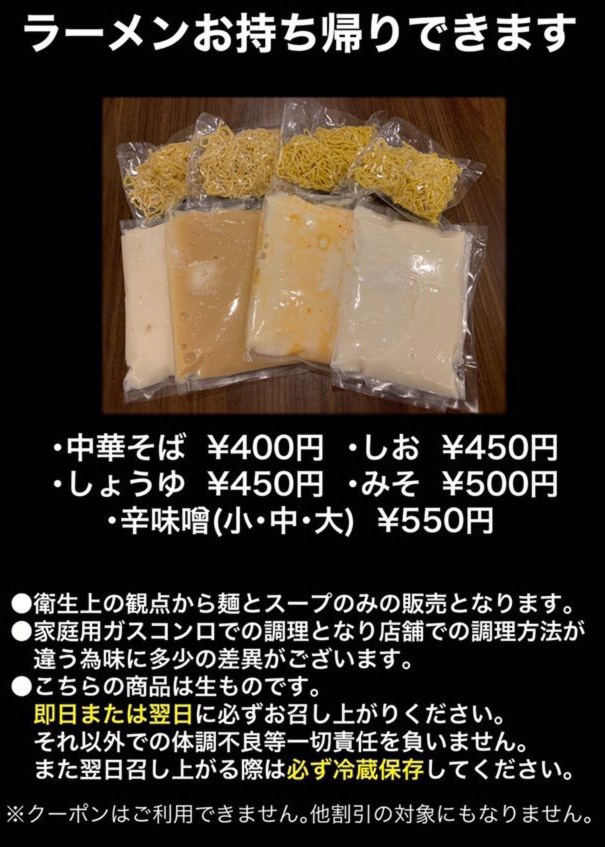 ラーメンお持ち帰りできます
・中華そば ¥400円 ・しお ¥450円
・しょうゆ ¥450円 ・みそ ¥500円
・辛味噌(小・中・大) ¥550円
●衛生上の観点から麺とスープのみの販売となります。
●家庭用ガスコンロでの調理となり店舗での調理方法が
違う為味に多少の差異がございます。
●こちらの商品は生ものです。
即日または翌日に必ずお召し上がりください。
それ以外での体調不良等一切責任を負いません。
また翌日召し上がる際は必ず冷蔵保存してください。
※クーポンはご利用できません。他割引の対象にもなりません。